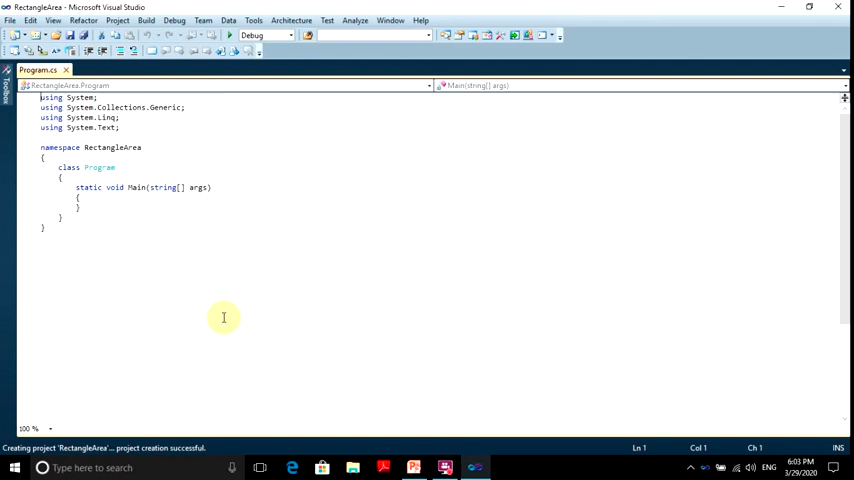 RectangleArea - Microsoft Visual Studio
File Edit View Refactor Project Build Debug Team Data Tools Architecture Test Analyze Window Help
Debug
Program.cs
Toolbox
RectangleArea.Program
Main(string[] args)
using System;
using System.Collections.Generic;
using System.Linq;
using System.Text;
namespace RectangleArea
{
class Program
{
static void Main(string[] args)
{
}
}
}
100 %
Creating project 'RectangleArea'... project creation successful.
Ln 1 Col 1 Ch 1 INS
Type here to search
ENG
6:03 PM
3/29/2020